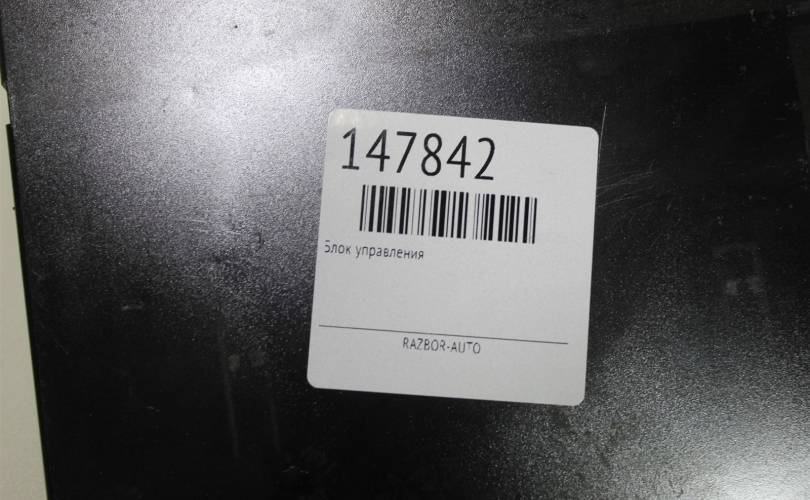 147842
Блок управления
RAZBOR-AUTO